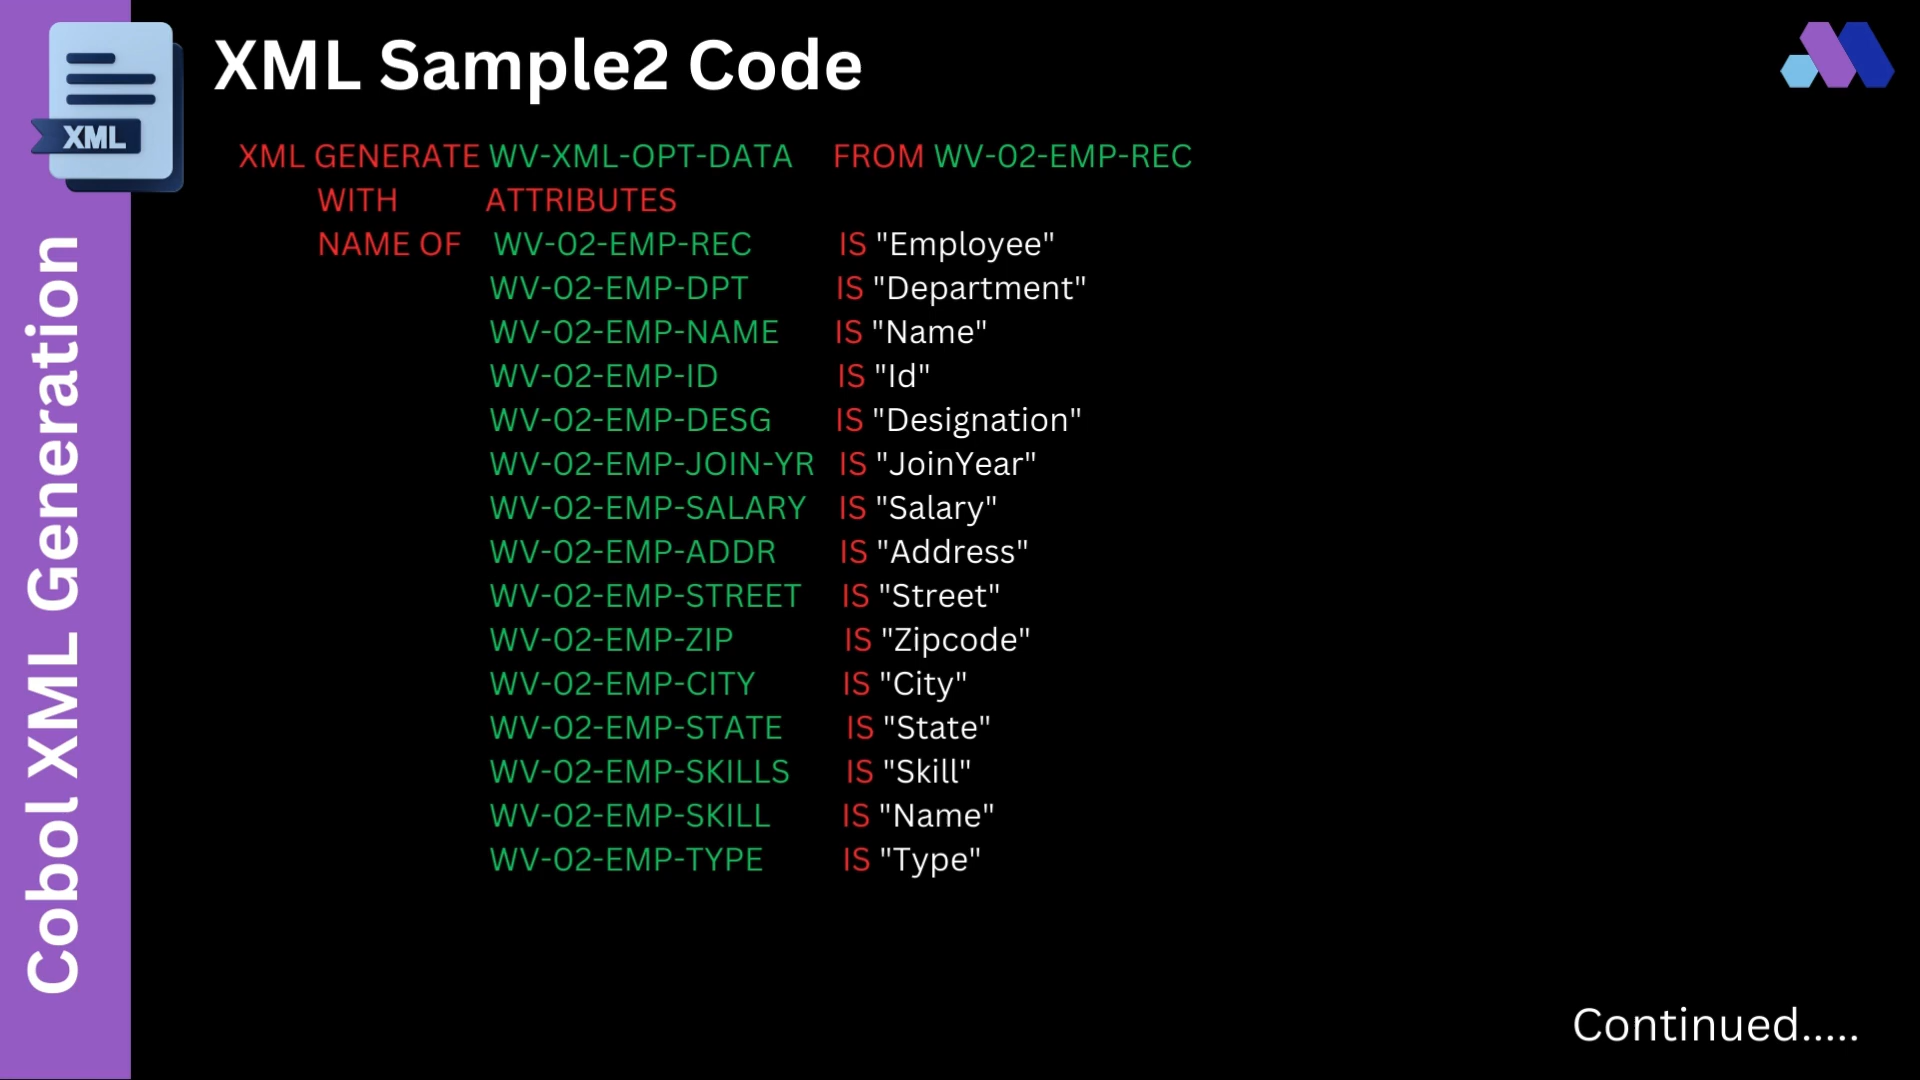 XML Sample2 Code
XML
Cobol XML Generation
XML GENERATE WV-XML-OPT-DATA FROM WV-02-EMP-REC
WITH ATTRIBUTES
NAME OF WV-02-EMP-REC IS "Employee"
WV-02-EMP-DPT IS "Department"
WV-02-EMP-NAME IS "Name"
WV-02-EMP-ID IS "Id"
WV-02-EMP-DESG IS "Designation"
WV-02-EMP-JOIN-YR IS "JoinYear"
WV-02-EMP-SALARY IS "Salary"
WV-02-EMP-ADDR IS "Address"
WV-02-EMP-STREET IS "Street"
WV-02-EMP-ZIP IS "Zipcode"
WV-02-EMP-CITY IS "City"
WV-02-EMP-STATE IS "State"
WV-02-EMP-SKILLS IS "Skill"
WV-02-EMP-SKILL IS "Name"
WV-02-EMP-TYPE IS "Type"
Continued.....